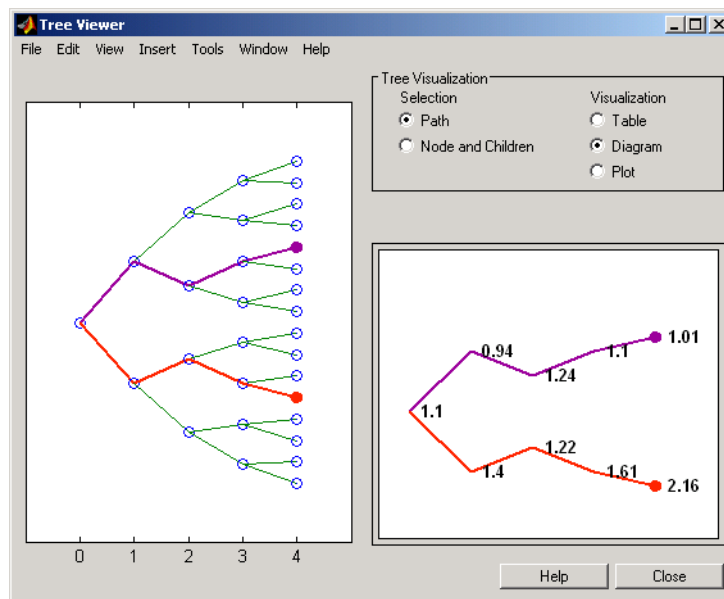 Tree Viewer
File Edit View Insert Tools Window Help
Tree Visualization
Selection Visualization
Path Table
Node and Children Diagram
Plot
0.94 1.1 1.01
1.24
1.1
1.22
1.4 1.61 2.16
0 1 2 3 4
Help Close